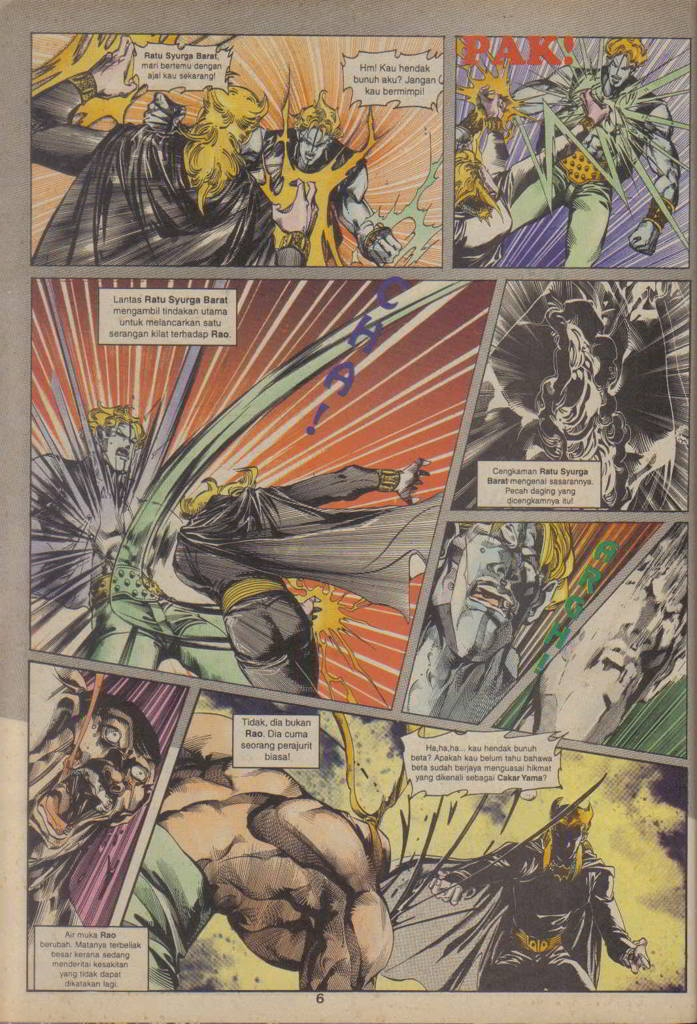 Ratu Syurga Barat,
mari bertemu dengan
ajal kau sekarang!
Hm! Kau hendak
bunuh aku? Jangan
kau bermimpi!
PAK!
Lantas Ratu Syurga Barat
mengambil tindakan utama
untuk melancarkan satu
serangan kilat terhadap Rao.
CHA!
Cengkaman Ratu Syurga
Barat mengenai sasarannya.
Pecah daging yang
dicengkamnya itu!
ARGH!
Air muka Rao
berubah. Matanya terbeliak
besar kerana sedang
menderitai kesakitan
yang tidak dapat
dikatakan lagi.
Tidak, dia bukan
Rao. Dia cuma
seorang perajurit
biasa!
Ha,ha,ha... kau hendak bunuh
beta? Apakah kau belum tahu bahawa
beta sudah berjaya menguasai hikmat
yang dikenali sebagai Cakar Yama?
6